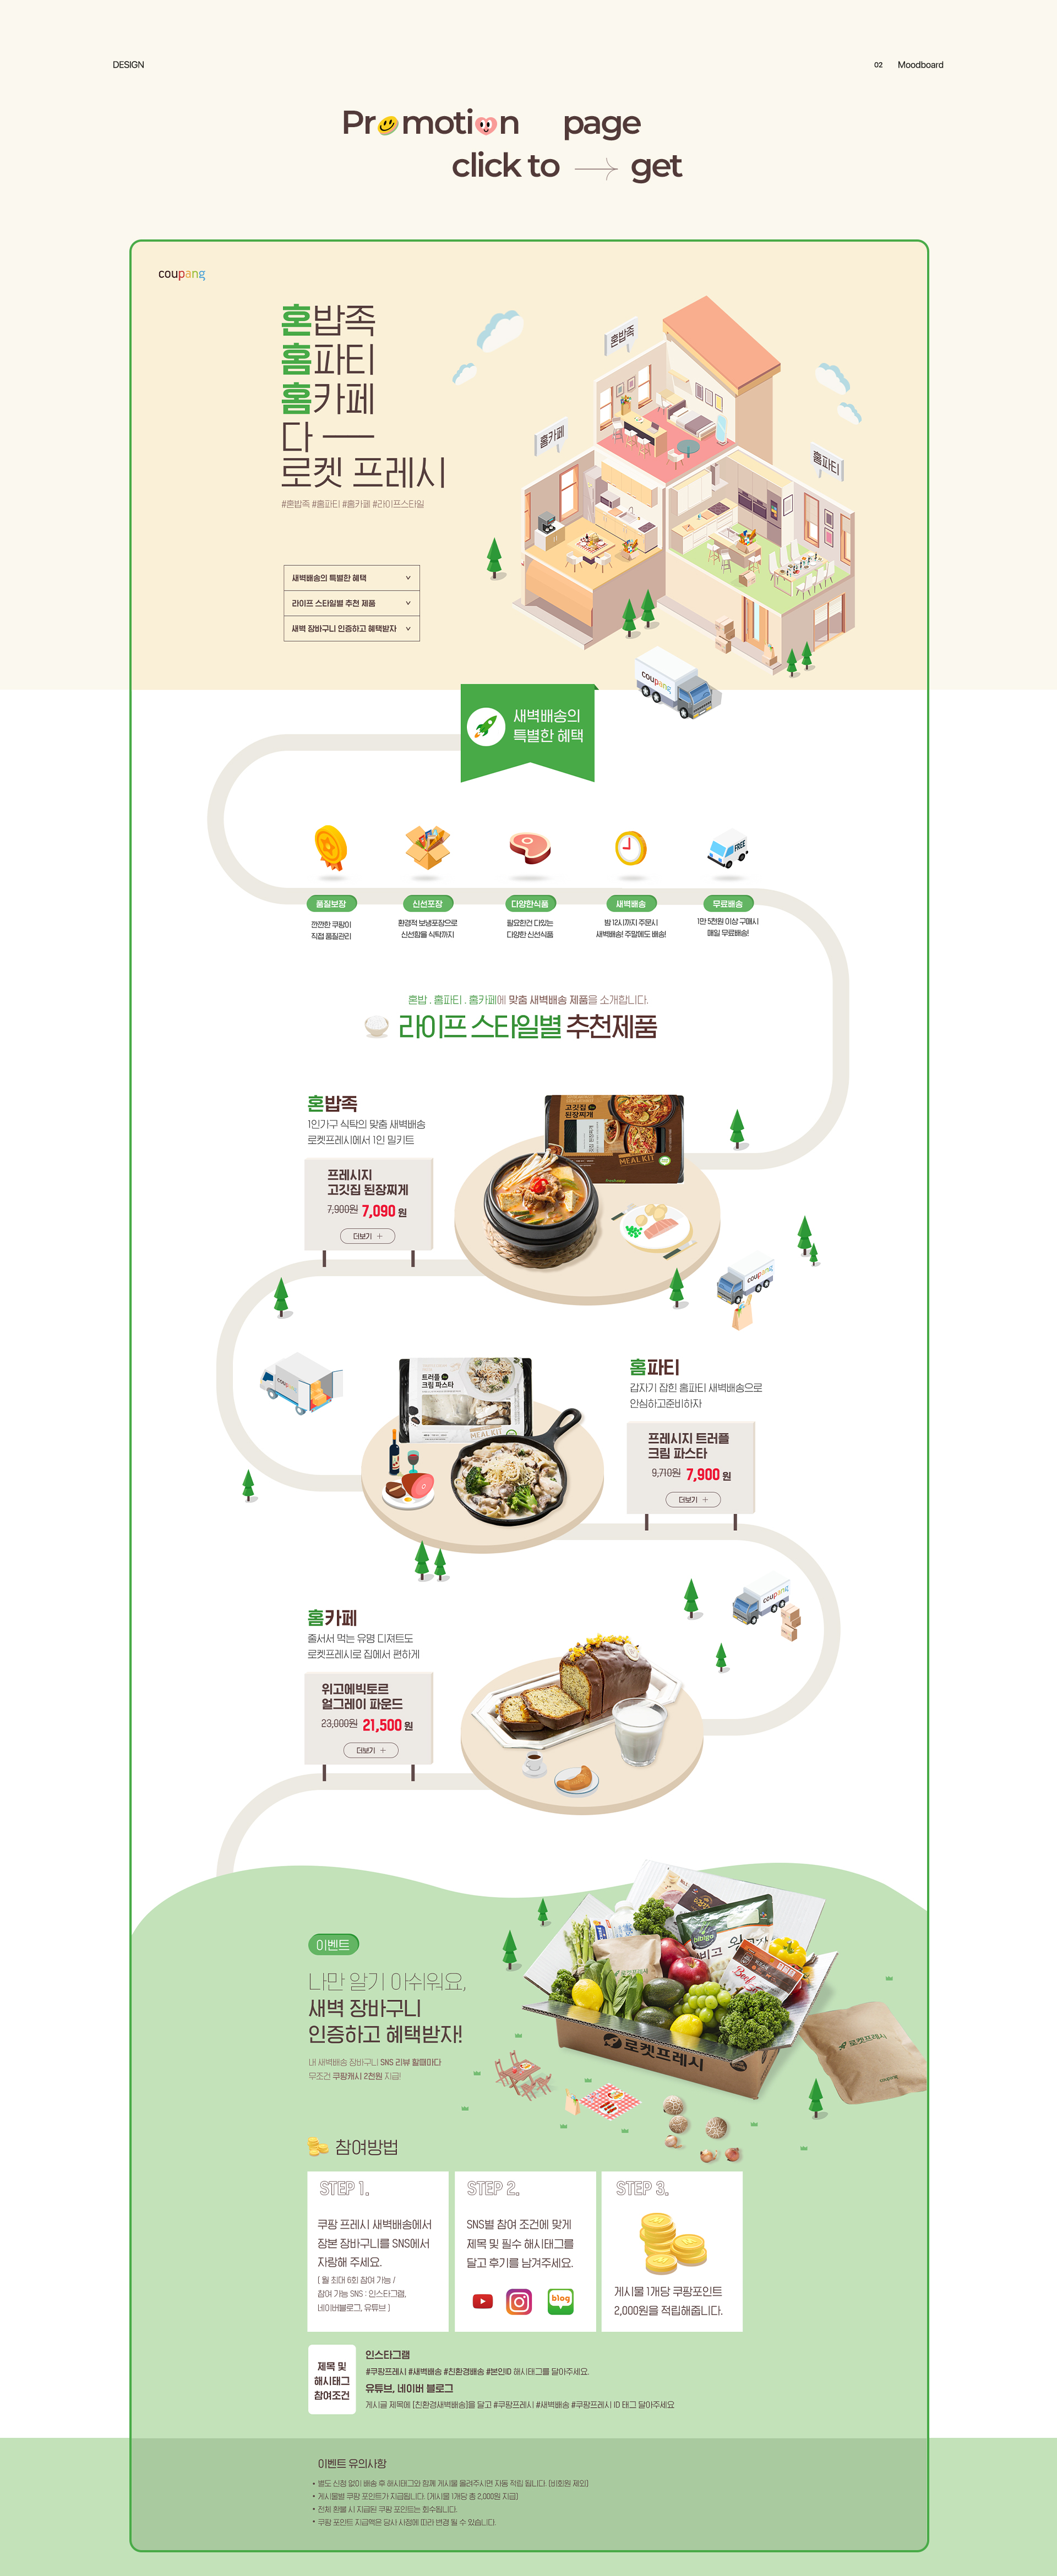 DESIGN
02 Moodboard
Promotion page
click to get
coupang
혼밥족
홈파티
홈카페
다
로켓 프레시
#혼밥족 #홈파티 #홈카페 #라이프스타일
새벽배송의 특별한 혜택
라이프 스타일별 추천 제품
새벽 장바구니 인증하고 혜택받자
혼밥족
홈카페
홈파티
coupang
새벽배송의
특별한 혜택
FREE
품질보장
깐깐한 쿠팡이
직접 품질관리
신선포장
환경적 보냉포장으로
신선함을 식탁까지
다양한식품
필요한건 다있는
다양한 신선식품
새벽배송
밤 12시까지 주문시
새벽배송! 주말에도 배송!
무료배송
1만 5천원 이상 구매시
매일 무료배송!
혼밥 . 홈파티 . 홈카페에 맞춤 새벽배송 제품을 소개합니다.
라이프 스타일별 추천제품
혼밥족
1인가구 식탁의 맞춤 새벽배송
로켓프레시에서 1인 밀키트
프레시지
고깃집 된장찌게
7,900원 7,090 원
더보기 +
고깃집
된장찌개
MEAL KIT
coupang
coupang
트러플
크림 파스타
MEAL KIT
홈파티
갑자기 잡힌 홈파티 새벽배송으로
안심하고준비하자
프레시지 트러플
크림 파스타
9,710원 7,900 원
더보기 +
coupang
홈카페
줄서서 먹는 유명 디져트도
로켓프레시로 집에서 편하게
위고에빅토르
얼그레이 파운드
23,000원 21,500 원
더보기 +
이벤트
나만 알기 아쉬워요,
새벽 장바구니
인증하고 혜택받자!
내 새벽배송 장바구니 SNS 리뷰 할때마다
무조건 쿠팡캐시 2천원 지급!
bibigo
Beef
로켓프레시
로켓프레시
coupang
참여방법
STEP 1.
쿠팡 프레시 새벽배송에서
장본 장바구니를 SNS에서
자랑해 주세요.
( 월 최대 6회 참여 가능 /
참여 가능 SNS : 인스타그램,
네이버블로그, 유튜브 )
STEP 2.
SNS별 참여 조건에 맞게
제목 및 필수 해시태그를
달고 후기를 남겨주세요.
blog
STEP 3.
게시물 1개당 쿠팡포인트
2,000원을 적립해줍니다.
제목 및
해시태그
참여조건
인스타그램
#쿠팡프레시 #새벽배송 #친환경배송 #본인ID 해시태그를 달아주세요.
유튜브, 네이버 블로그
게시글 제목에 [친환경새벽배송]을 달고 #쿠팡프레시 #새벽배송 #쿠팡프레시 ID 태그 달아주세요
이벤트 유의사항
• 별도 신청 없이 배송 후 해시태그와 함께 게시물 올려주시면 자동 적립 됩니다. [비회원 제외]
• 게시물별 쿠팡 포인트가 지급됩니다. [게시물 1개당 총 2,000원 지급]
• 전체 환불 시 지급된 쿠팡 포인트는 회수됩니다.
• 쿠팡 포인트 지급액은 당사 사정에 따라 변경 될 수 있습니다.